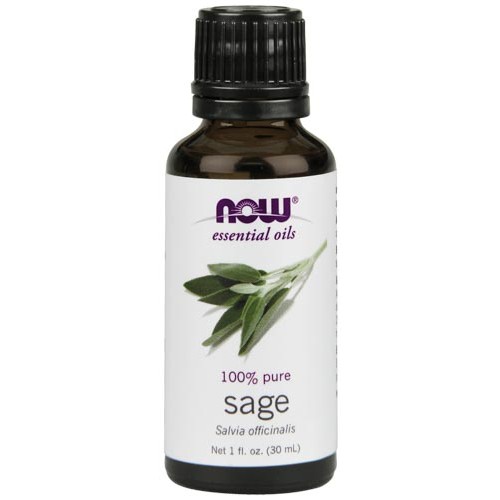 NOW®
essential oils
100% pure
sage
Salvia officinalis
Net 1 fl. oz. (30 mL)